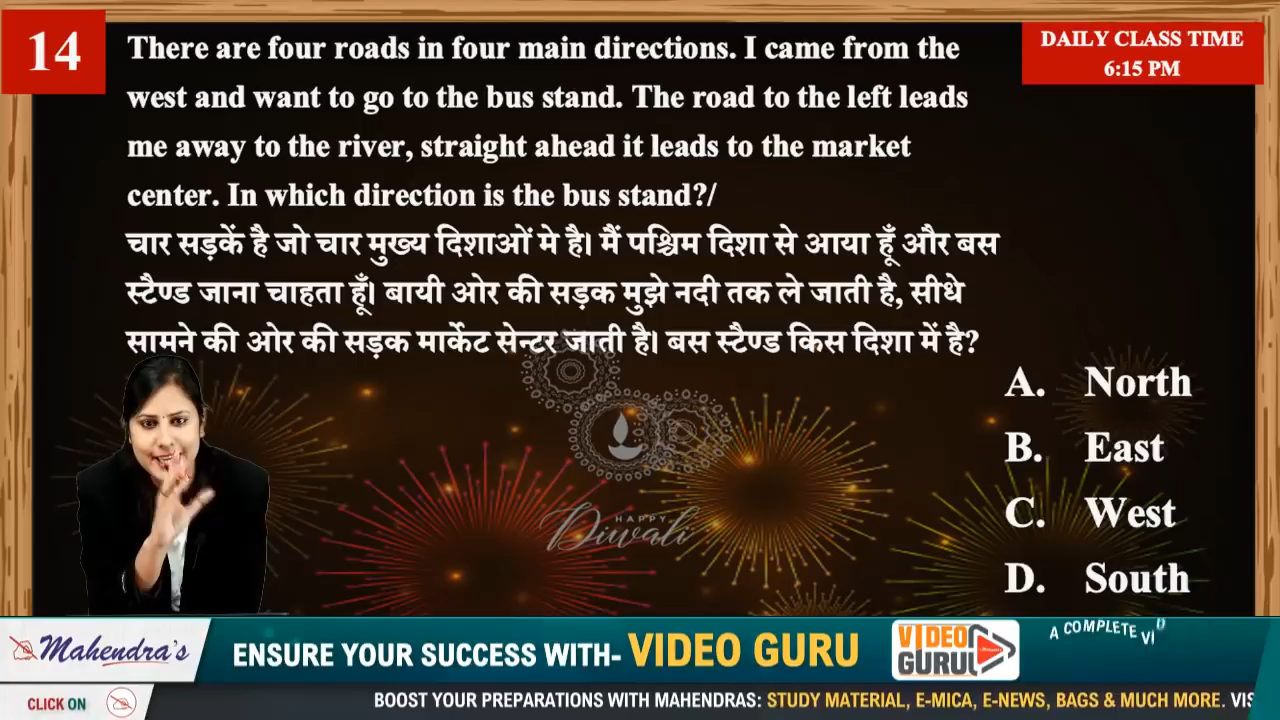 14
There are four roads in four main directions. I came from the
west and want to go to the bus stand. The road to the left leads
me away to the river, straight ahead it leads to the market
center. In which direction is the bus stand?/
चार सड़कें है जो चार मुख्य दिशाओं मे है। मैं पश्चिम दिशा से आया हूँ और बस
स्टैण्ड जाना चाहता हूँ। बायी ओर की सड़क मुझे नदी तक ले जाती है, सीधे
सामने की ओर की सड़क मार्केट सेन्टर जाती है। बस स्टैण्ड किस दिशा में है?
DAILY CLASS TIME
6:15 PM
A. North
B. East
C. West
D. South
HAPPY
Diwali
Mahendra's
ENSURE YOUR SUCCESS WITH- VIDEO GURU
VIDEO
GURU
A COMPLETE VI
CLICK ON
BOOST YOUR PREPARATIONS WITH MAHENDRAS: STUDY MATERIAL, E-MICA, E-NEWS, BAGS & MUCH MORE. VIS